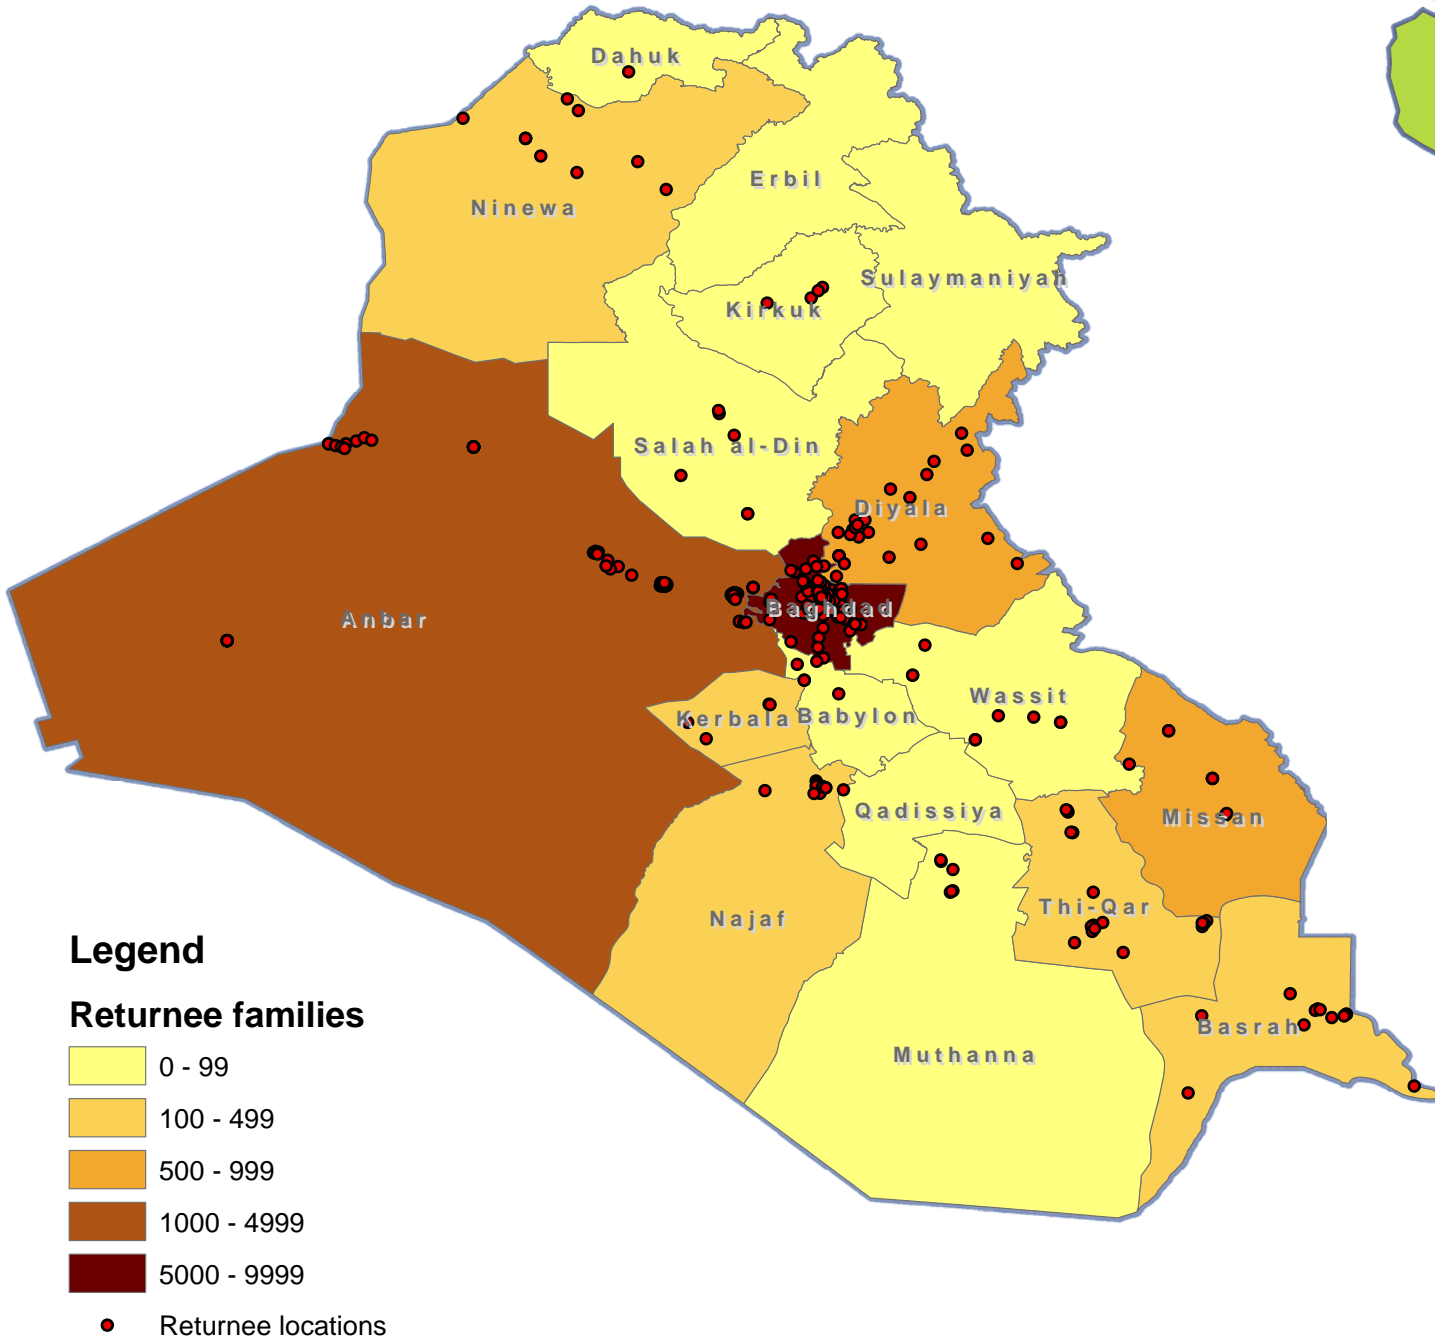 Dahuk
Erbil
Ninewa
Sulaymaniyah
Kirkuk
Salah al-Din
Diyala
Baghdad
Anbar
Wassit
Kerbala
Babylon
Qadissiya
Missan
Thi-Qar
Najaf
Basrah
Muthanna
Legend
Returnee families
0 - 99
100 - 499
500 - 999
1000 - 4999
5000 - 9999
Returnee locations